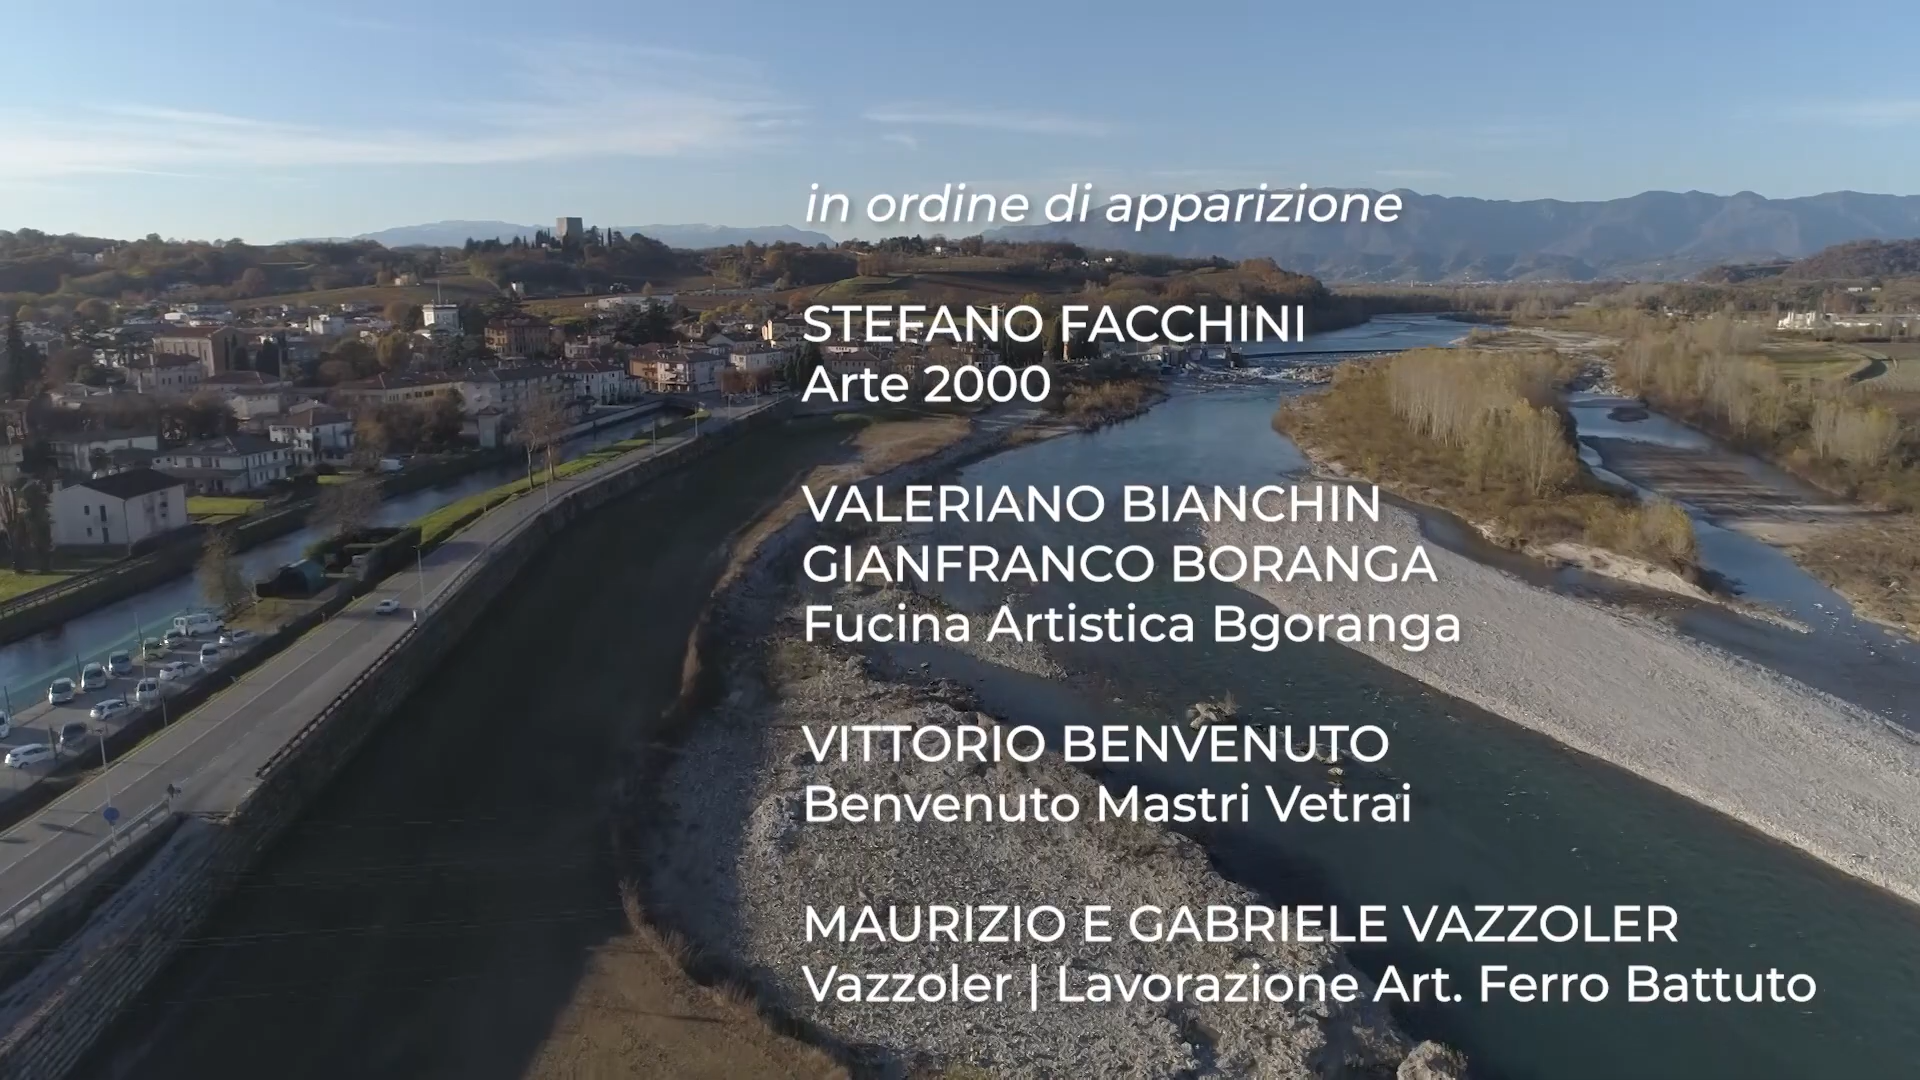 in ordine di apparizione
STEFANO FACCHINI
Arte 2000
VALERIANO BIANCHIN
GIANFRANCO BORANGA
Fucina Artistica Bgoranga
VITTORIO BENVENUTO
Benvenuto Mastri Vetrai
MAURIZIO E GABRIELE VAZZOLER
Vazzoler | Lavorazione Art. Ferro Battuto